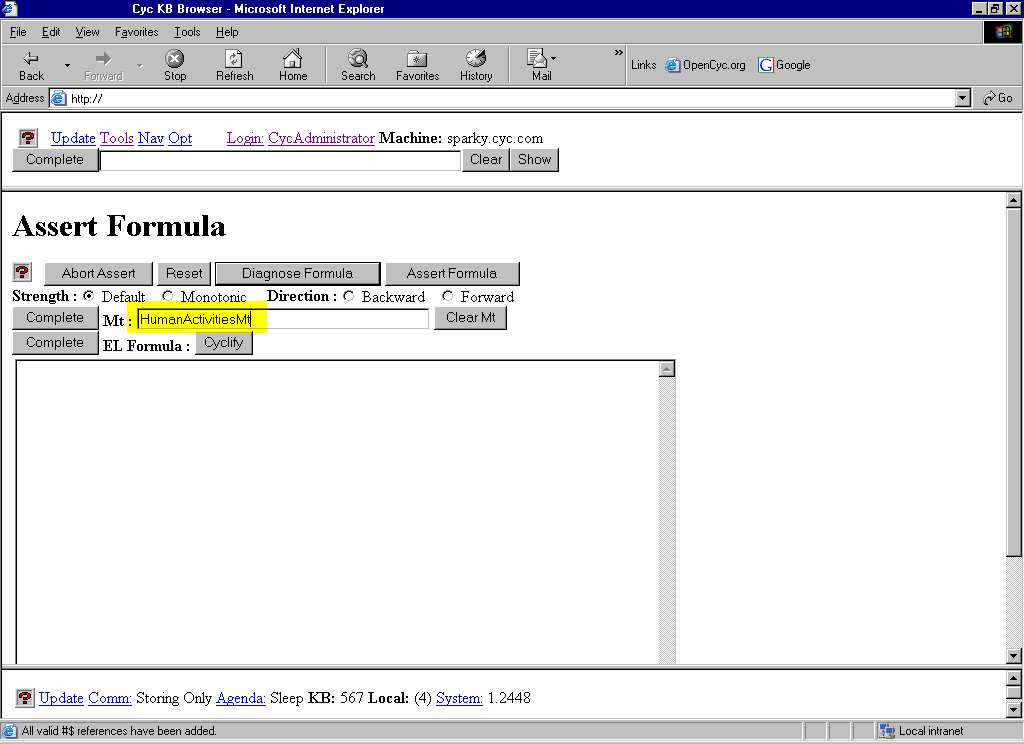 Cyc KB Browser - Microsoft Internet Explorer
File Edit View Favorites Tools Help
Back Forward Stop Refresh Home Search Favorites History Mail » Links OpenCyc.org Google
Address http:// Go
? Update Tools Nav Opt Login: CycAdministrator Machine: sparky.cyc.com
Complete Clear Show
Assert Formula
? Abort Assert Reset Diagnose Formula Assert Formula
Strength : Default Monotonic Direction : Backward Forward
Complete Mt : HumanActivitiesMt Clear Mt
Complete EL Formula : Cyclify
? Update Comm: Storing Only Agenda: Sleep KB: 567 Local: (4) System: 1.2448
All valid #$ references have been added. Local intranet